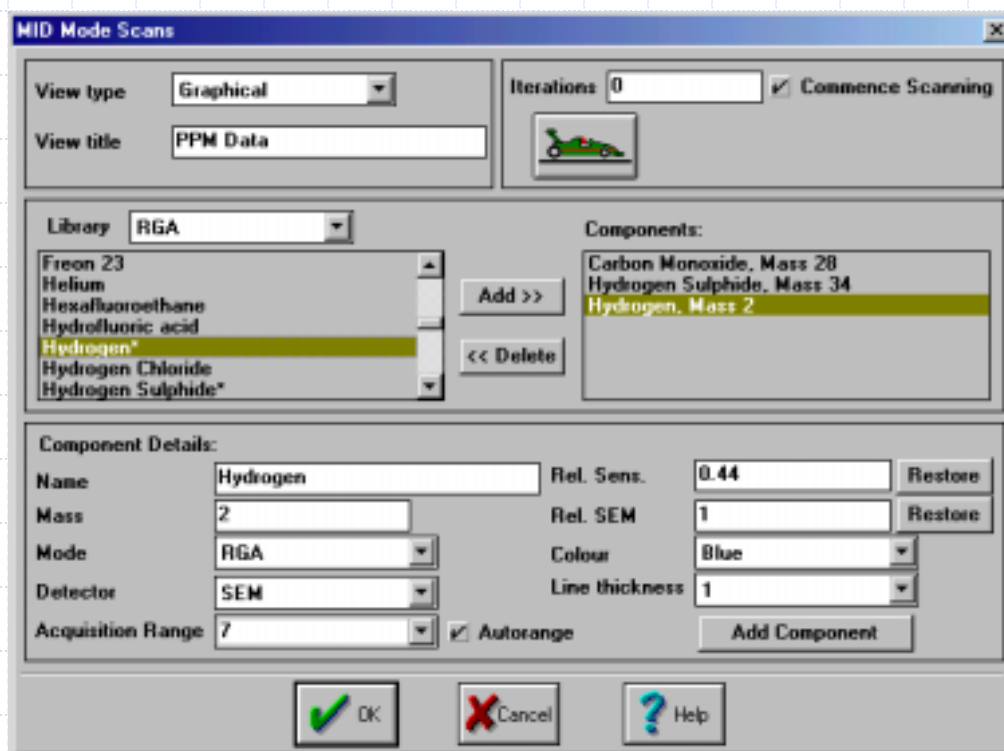 MID Mode Scans
View type Graphical
View title PPM Data
Iterations 0 Commence Scanning
Library RGA
Freon 23
Helium
Hexafluoroethane
Hydrofluoric acid
Hydrogen*
Hydrogen Chloride
Hydrogen Sulphide*
Add >>
<< Delete
Components:
Carbon Monoxide, Mass 28
Hydrogen Sulphide, Mass 34
Hydrogen, Mass 2
Component Details:
Name Hydrogen
Mass 2
Mode RGA
Detector SEM
Acquisition Range 7 Autorange
Rel. Sens. 0.44 Restore
Rel. SEM 1 Restore
Colour Blue
Line thickness 1
Add Component
OK Cancel Help